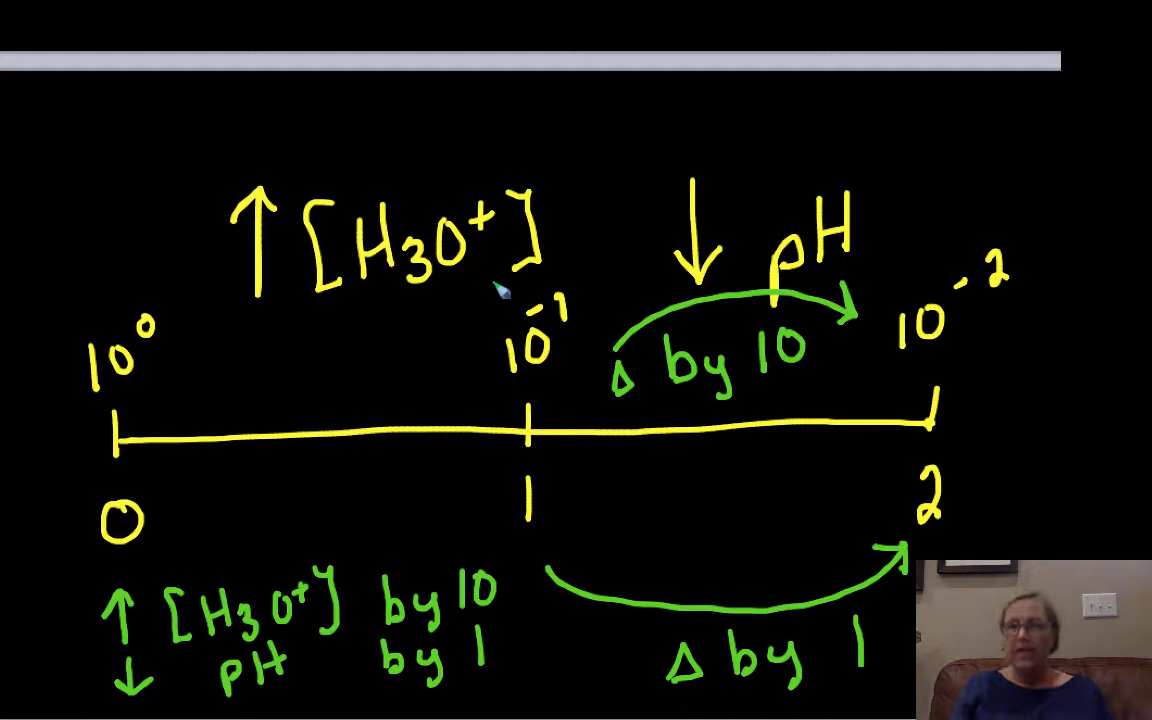 ↑ [H₃O⁺] ↓ pH
10⁰ 10⁻¹ 10⁻²
Δ by 10
0 1 2
↑ [H₃O⁺] by 10
↓ pH by 1
Δ by 1